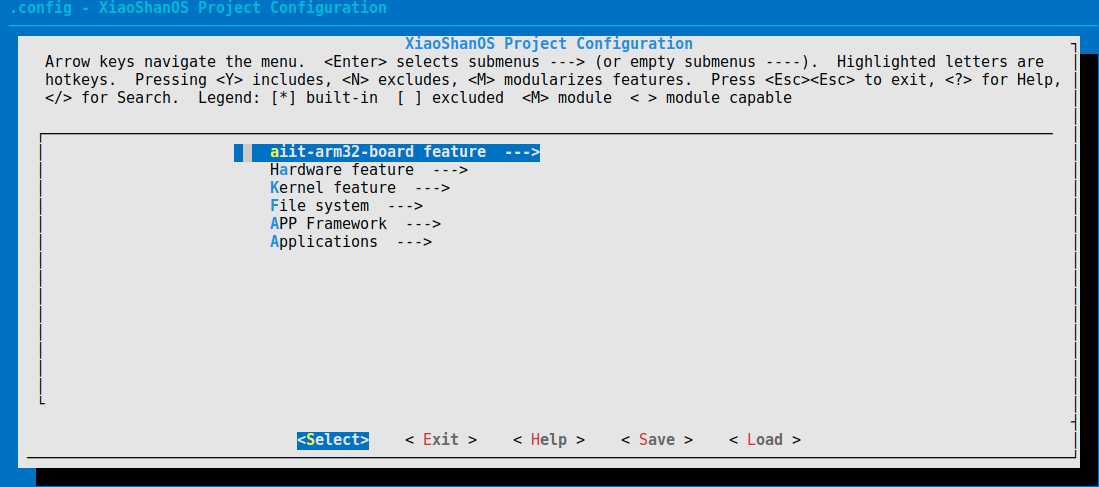 .config - XiaoShanOS Project Configuration
XiaoShanOS Project Configuration
Arrow keys navigate the menu.  <Enter> selects submenus ---> (or empty submenus ----).  Highlighted letters are
hotkeys.  Pressing <Y> includes, <N> excludes, <M> modularizes features.  Press <Esc><Esc> to exit, <?> for Help,
</> for Search.  Legend: [*] built-in  [ ] excluded  <M> module  < > module capable
aiit-arm32-board feature  --->
Hardware feature  --->
Kernel feature  --->
File system  --->
APP Framework  --->
Applications  --->
<Select>    < Exit >    < Help >    < Save >    < Load >